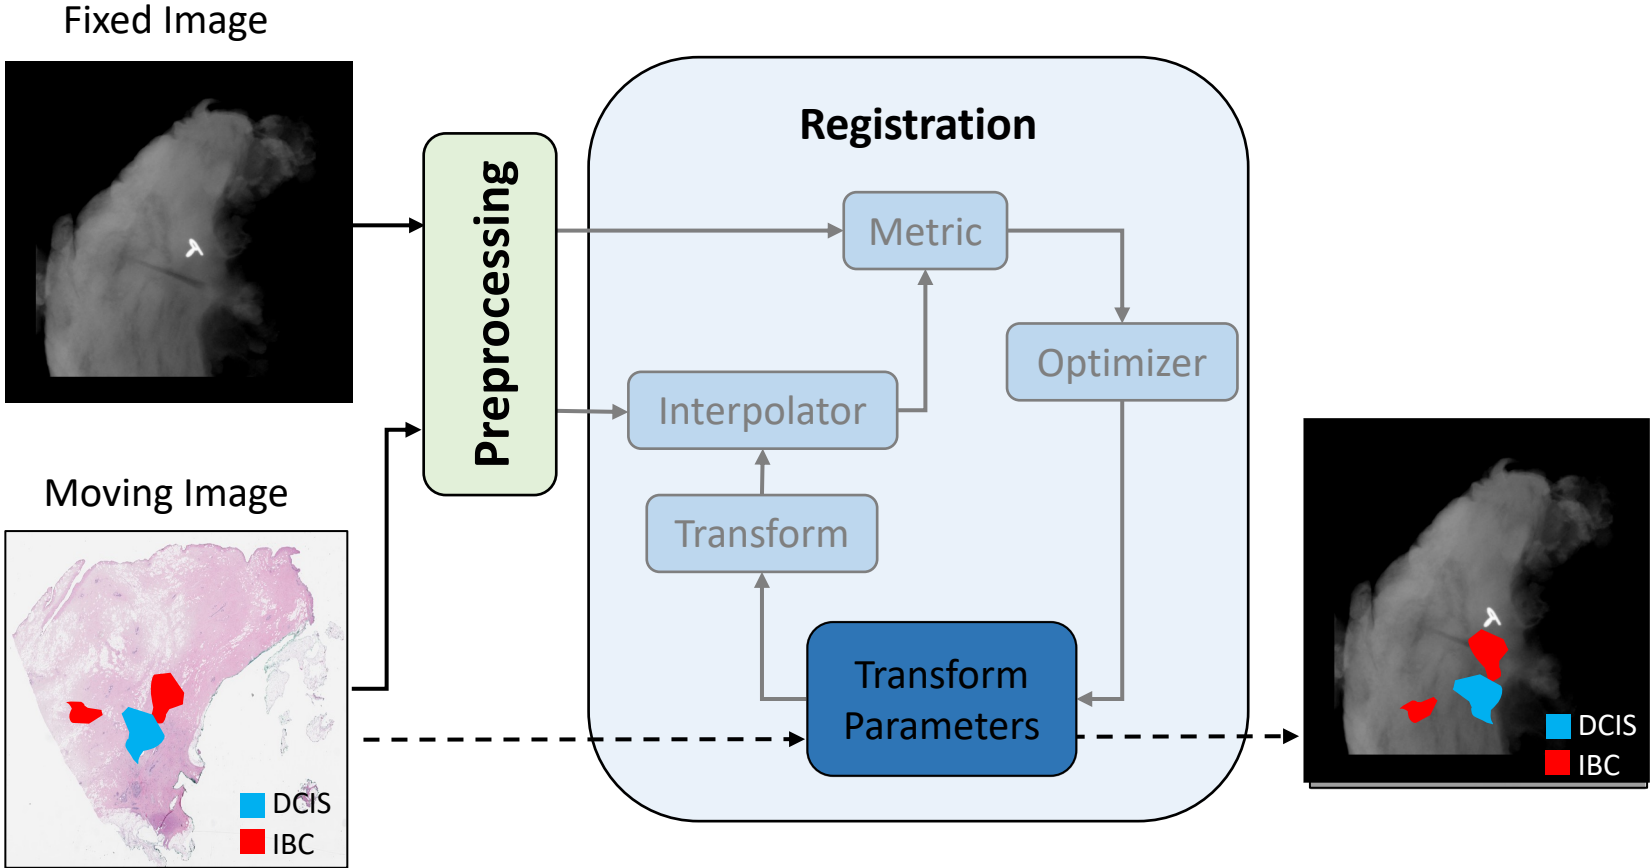 Fixed Image
Registration
Preprocessing
Metric
Optimizer
Interpolator
Moving Image
Transform
Transform
Parameters
DCIS
IBC
DCIS
IBC